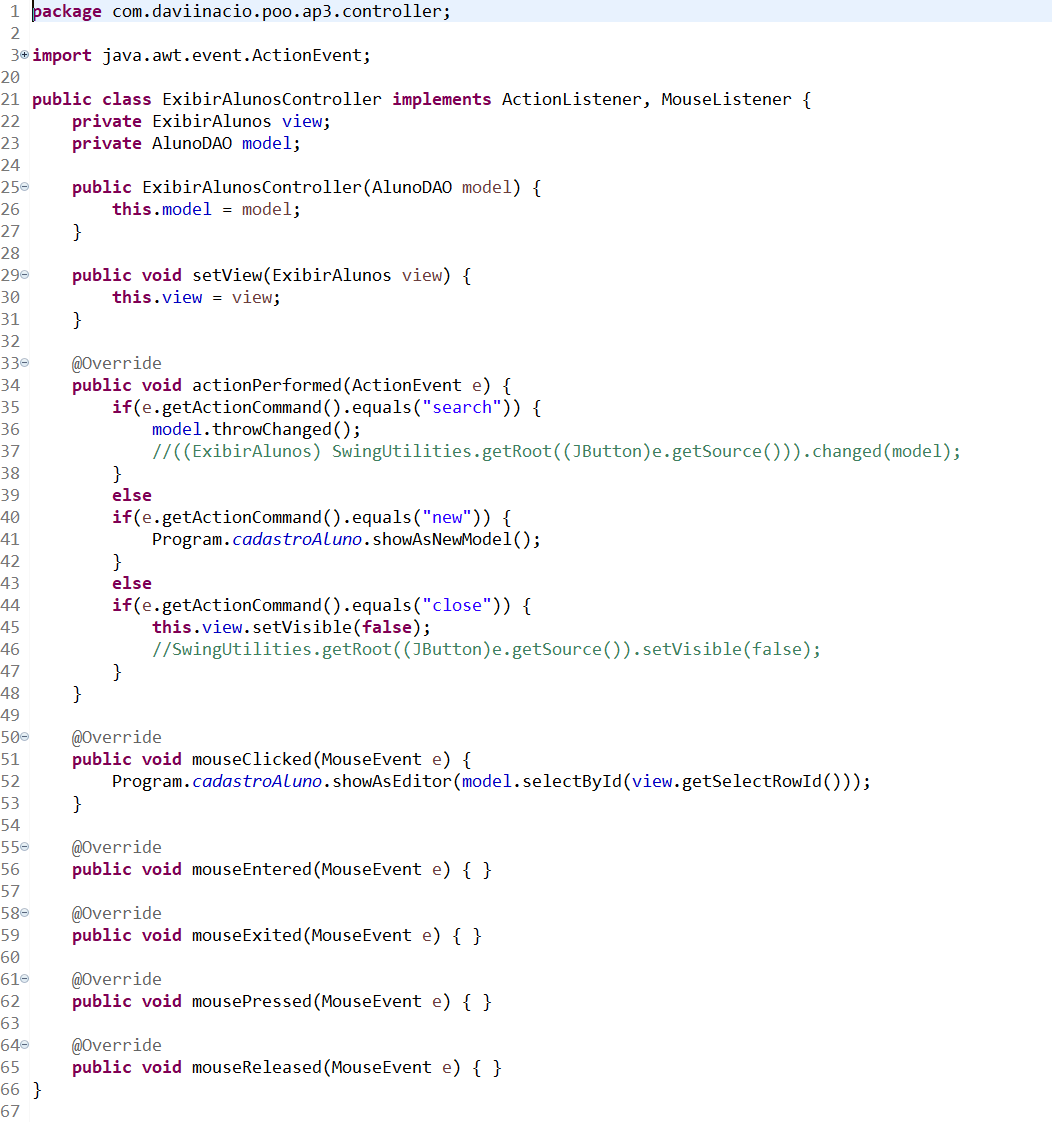 1 package com.daviinacio.poo.ap3.controller;
2
3 import java.awt.event.ActionEvent;
20
21 public class ExibirAlunosController implements ActionListener, MouseListener {
22     private ExibirAlunos view;
23     private AlunoDAO model;
24
25     public ExibirAlunosController(AlunoDAO model) {
26         this.model = model;
27     }
28
29     public void setView(ExibirAlunos view) {
30         this.view = view;
31     }
32
33     @Override
34     public void actionPerformed(ActionEvent e) {
35         if(e.getActionCommand().equals("search")) {
36             model.throwChanged();
37             //((ExibirAlunos) SwingUtilities.getRoot((JButton)e.getSource())).changed(model);
38         }
39         else
40         if(e.getActionCommand().equals("new")) {
41             Program.cadastroAluno.showAsNewModel();
42         }
43         else
44         if(e.getActionCommand().equals("close")) {
45             this.view.setVisible(false);
46             //SwingUtilities.getRoot((JButton)e.getSource()).setVisible(false);
47         }
48     }
49
50     @Override
51     public void mouseClicked(MouseEvent e) {
52         Program.cadastroAluno.showAsEditor(model.selectById(view.getSelectRowId()));
53     }
54
55     @Override
56     public void mouseEntered(MouseEvent e) { }
57
58     @Override
59     public void mouseExited(MouseEvent e) { }
60
61     @Override
62     public void mousePressed(MouseEvent e) { }
63
64     @Override
65     public void mouseReleased(MouseEvent e) { }
66 }
67